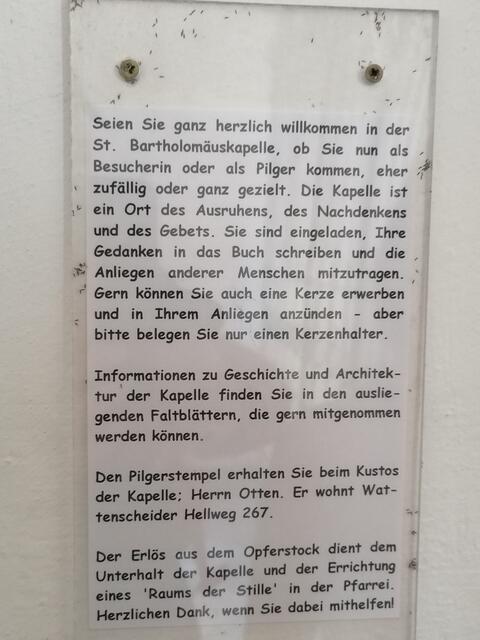 Seien Sie ganz herzlich willkommen in der
St. Bartholomäuskapelle, ob Sie nun als
Besucherin oder als Pilger kommen, eher
zufällig oder ganz gezielt. Die Kapelle ist
ein Ort des Ausruhens, des Nachdenkens
und des Gebets. Sie sind eingeladen, Ihre
Gedanken in das Buch schreiben und die
Anliegen anderer Menschen mitzutragen.
Gern können Sie auch eine Kerze erwerben
und in Ihrem Anliegen anzünden - aber
bitte belegen Sie nur einen Kerzenhalter.
Informationen zu Geschichte und Architek-
tur der Kapelle finden Sie in den auslie-
genden Faltblättern, die gern mitgenommen
werden können.
Den Pilgerstempel erhalten Sie beim Kustos
der Kapelle; Herrn Otten. Er wohnt Wat-
tenscheider Hellweg 267.
Der Erlös aus dem Opferstock dient dem
Unterhalt der Kapelle und der Errichtung
eines 'Raums der Stille' in der Pfarrei.
Herzlichen Dank, wenn Sie dabei mithelfen!